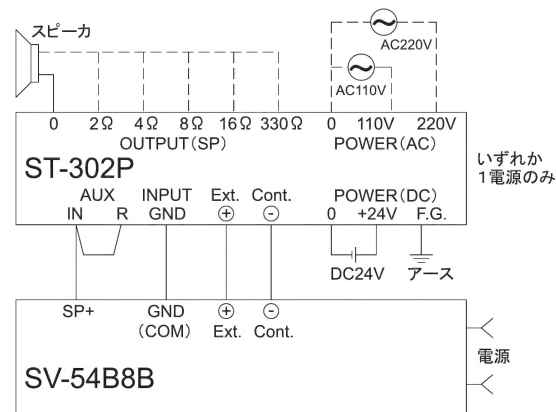 スピーカ
AC220V
AC110V
0 2Ω 4Ω 8Ω 16Ω 330Ω 0 110V 220V
OUTPUT(SP) POWER(AC)
ST-302P
いずれか
1電源のみ
AUX INPUT Ext. Cont. POWER(DC)
IN R GND ⊕ ⊖ 0 +24V F.G.
DC24V アース
SP+ GND ⊕ ⊖
(COM) Ext. Cont.
電源
SV-54B8B